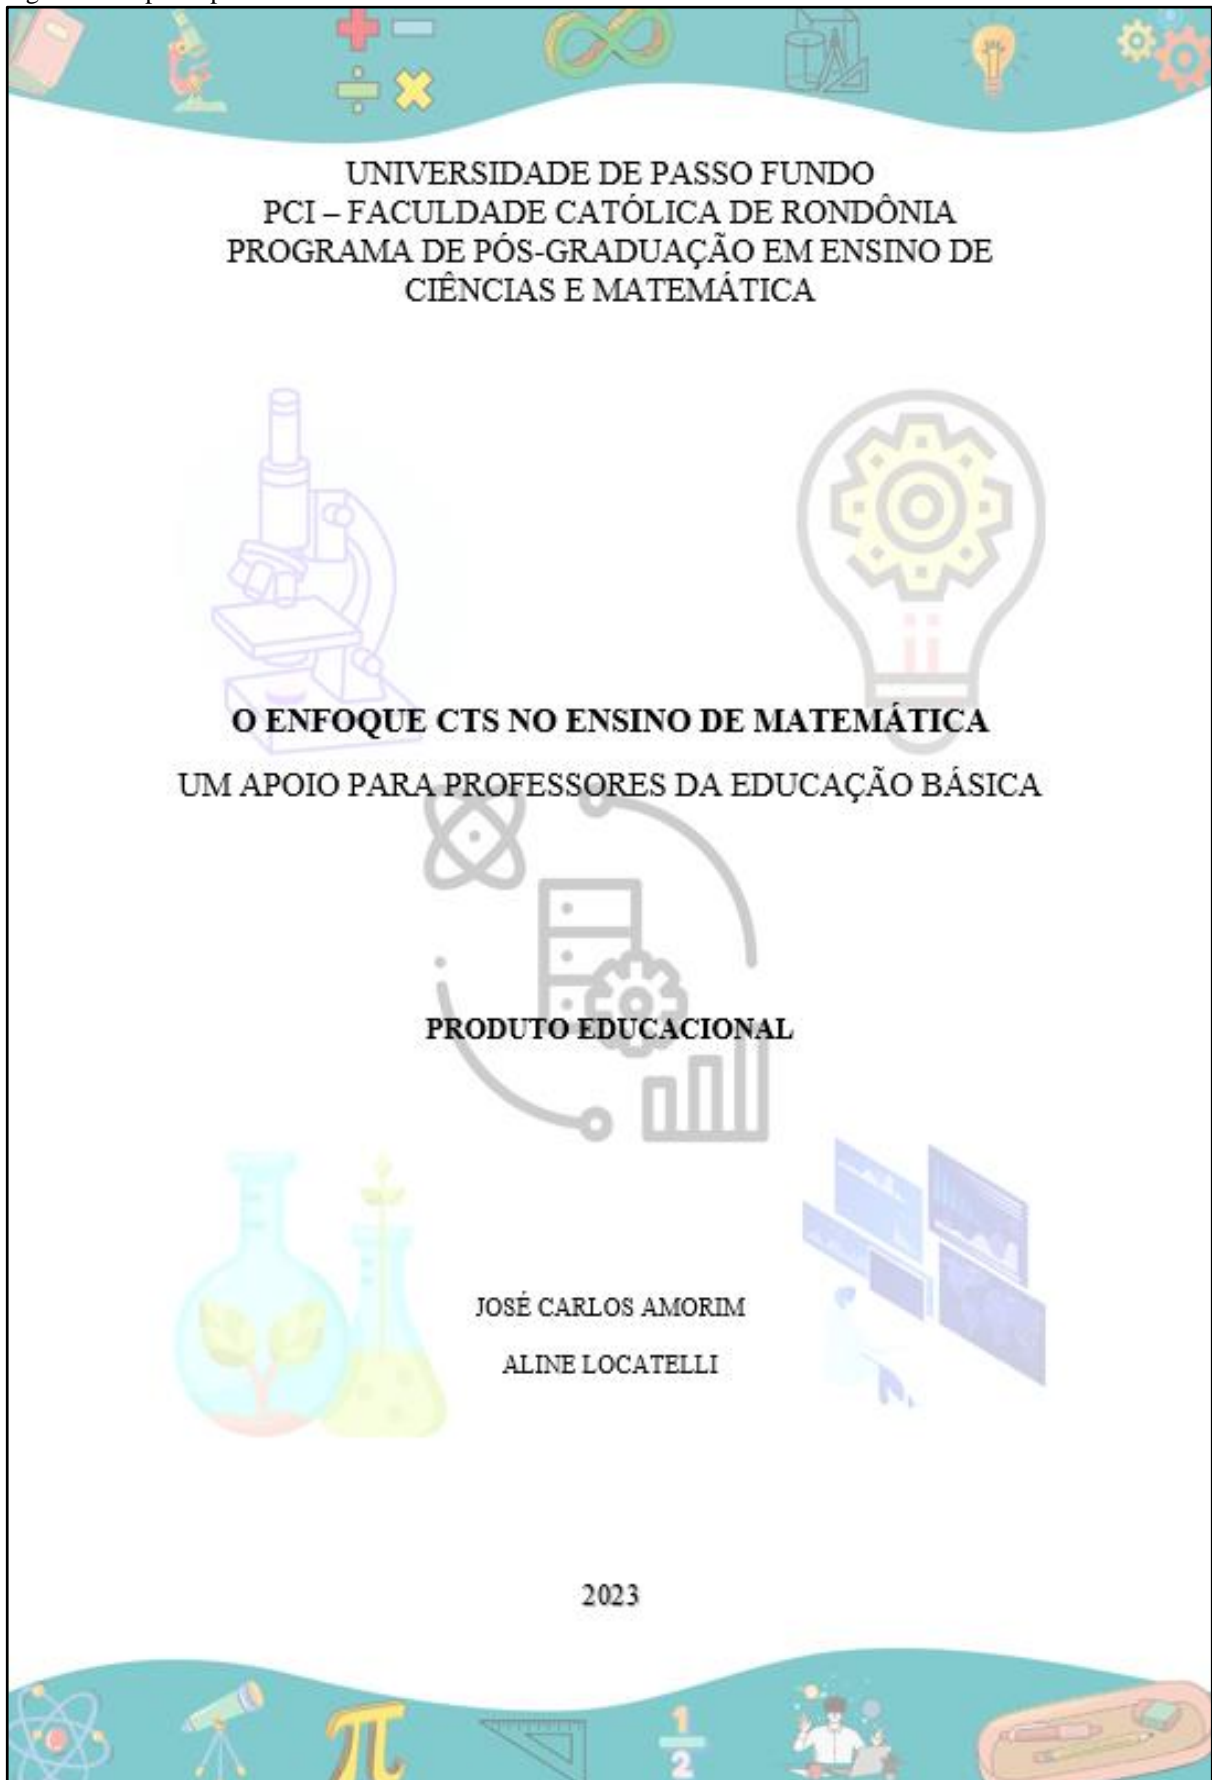 UNIVERSIDADE DE PASSO FUNDO
PCI – FACULDADE CATÓLICA DE RONDÔNIA
PROGRAMA DE PÓS-GRADUAÇÃO EM ENSINO DE
CIÊNCIAS E MATEMÁTICA
O ENFOQUE CTS NO ENSINO DE MATEMÁTICA
UM APOIO PARA PROFESSORES DA EDUCAÇÃO BÁSICA
PRODUTO EDUCACIONAL
JOSÉ CARLOS AMORIM
ALINE LOCATELLI
2023
π
1
2